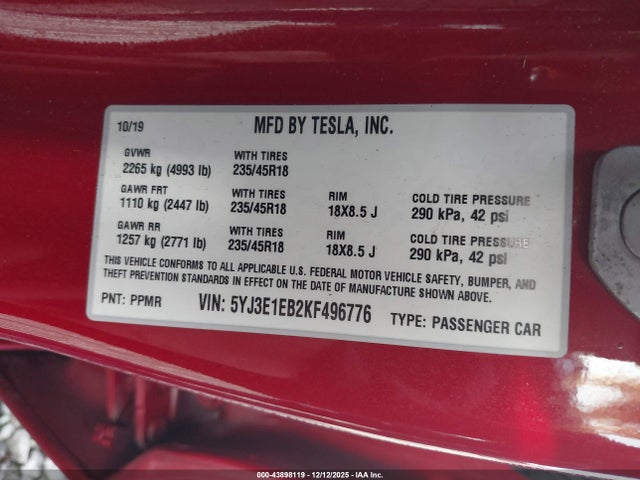 10/19 MFD BY TESLA, INC.
GVWR WITH TIRES
2265 kg (4993 lb) 235/45R18
GAWR FRT WITH TIRES RIM COLD TIRE PRESSURE
1110 kg (2447 lb) 235/45R18 18X8.5 J 290 kPa, 42 psi
GAWR RR WITH TIRES RIM COLD TIRE PRESSURE
1257 kg (2771 lb) 235/45R18 18X8.5 J 290 kPa, 42 psi
THIS VEHICLE CONFORMS TO ALL APPLICABLE U.S. FEDERAL MOTOR VEHICLE SAFETY, BUMPER, AND
THEFT PREVENTION STANDARDS IN EFFECT ON THE DATE OF MANUFACTURE SHOWN ABOVE.
PNT: PPMR VIN: 5YJ3E1EB2KF496776 TYPE: PASSENGER CAR
000-43898119 - 12/12/2025 - IAA Inc.